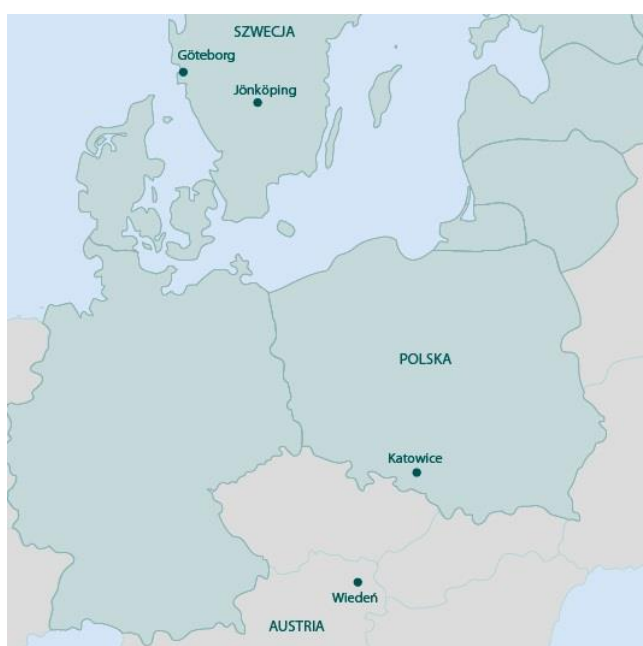 SZWECJA
Göteborg
Jönköping
POLSKA
Katowice
Wiedeń
AUSTRIA